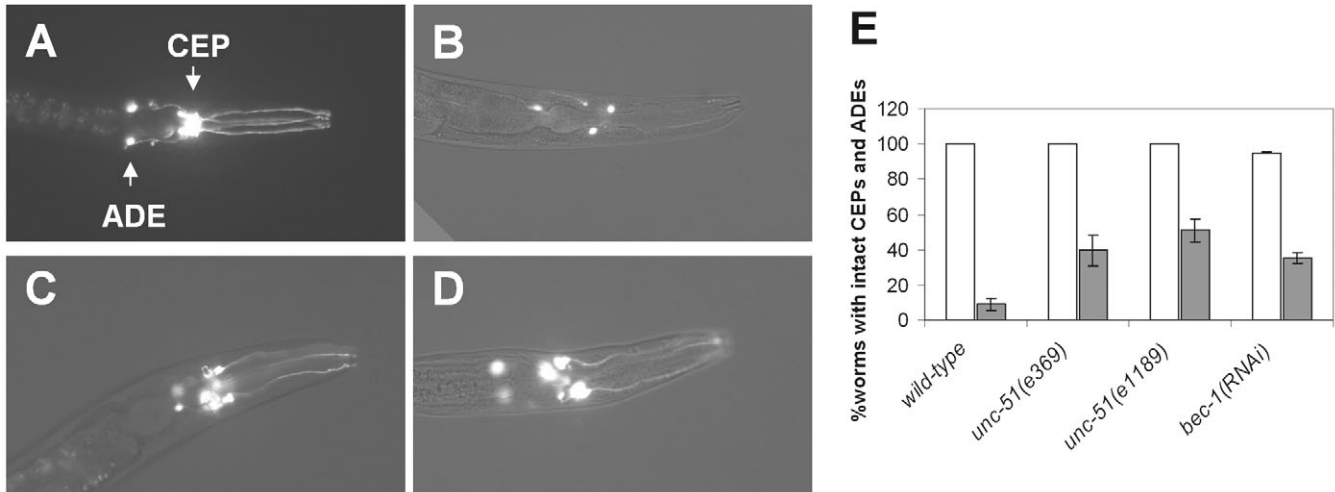 A
CEP
ADE
B
C
D
E
%worms with intact CEPs and ADEs
120
100
80
60
40
20
0
wild-type
unc-51(e369)
unc-51(e1189)
bec-1(RNAi)